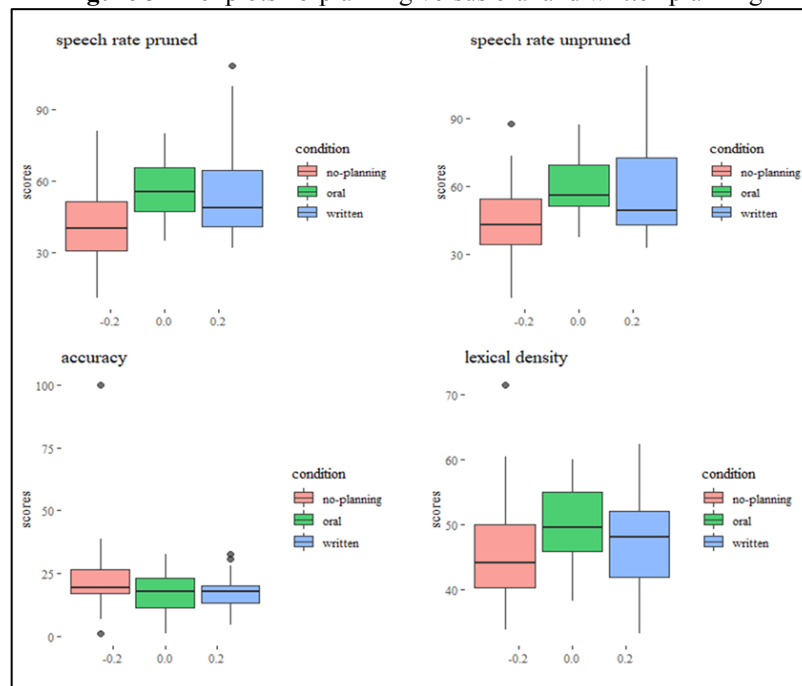 speech rate pruned
90-
60-
30-
scores
-0.2
0.0
0.2
condition
no-planning
oral
written
speech rate unpruned
90-
60-
30-
scores
-0.2
0.0
0.2
condition
no-planning
oral
written
accuracy
100-
75-
50-
25-
0-
scores
-0.2
0.0
0.2
condition
no-planning
oral
written
lexical density
70-
60-
50-
40-
scores
-0.2
0.0
0.2
condition
no-planning
oral
written